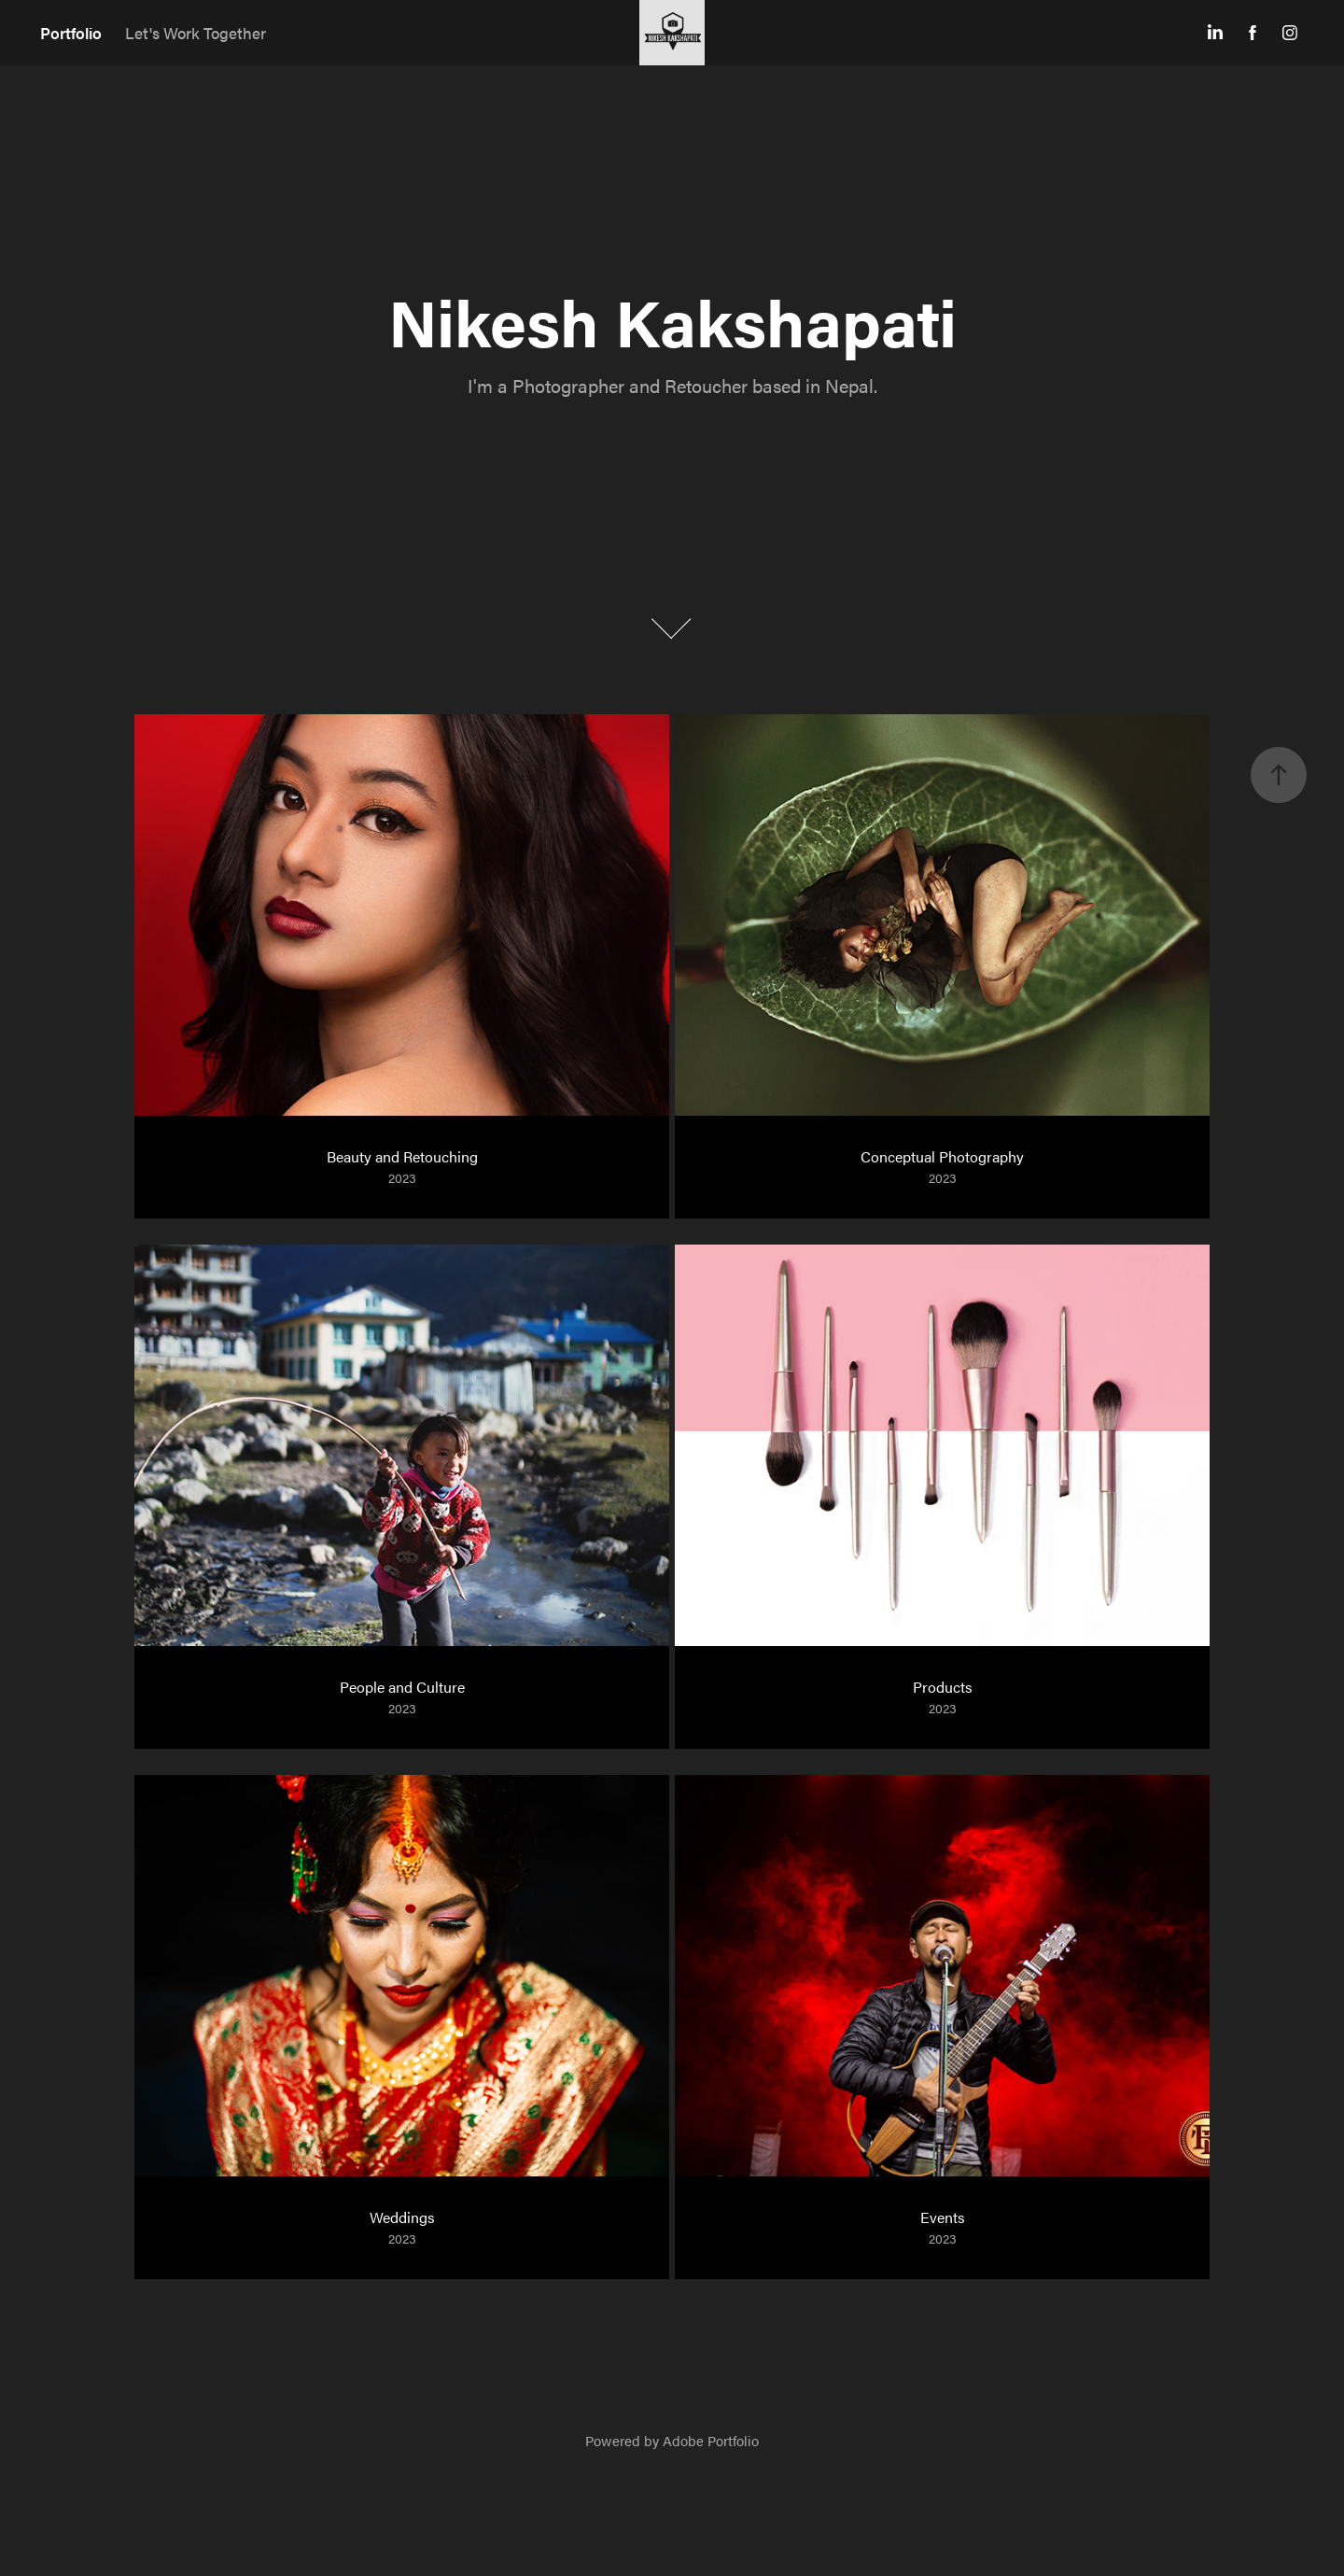 Portfolio
Let's Work Together
NIKESH KAKSHAPATI
Nikesh Kakshapati
I'm a Photographer and Retoucher based in Nepal.
Beauty and Retouching
2023
Conceptual Photography
2023
People and Culture
2023
Products
2023
Weddings
2023
Events
2023
Powered by Adobe Portfolio